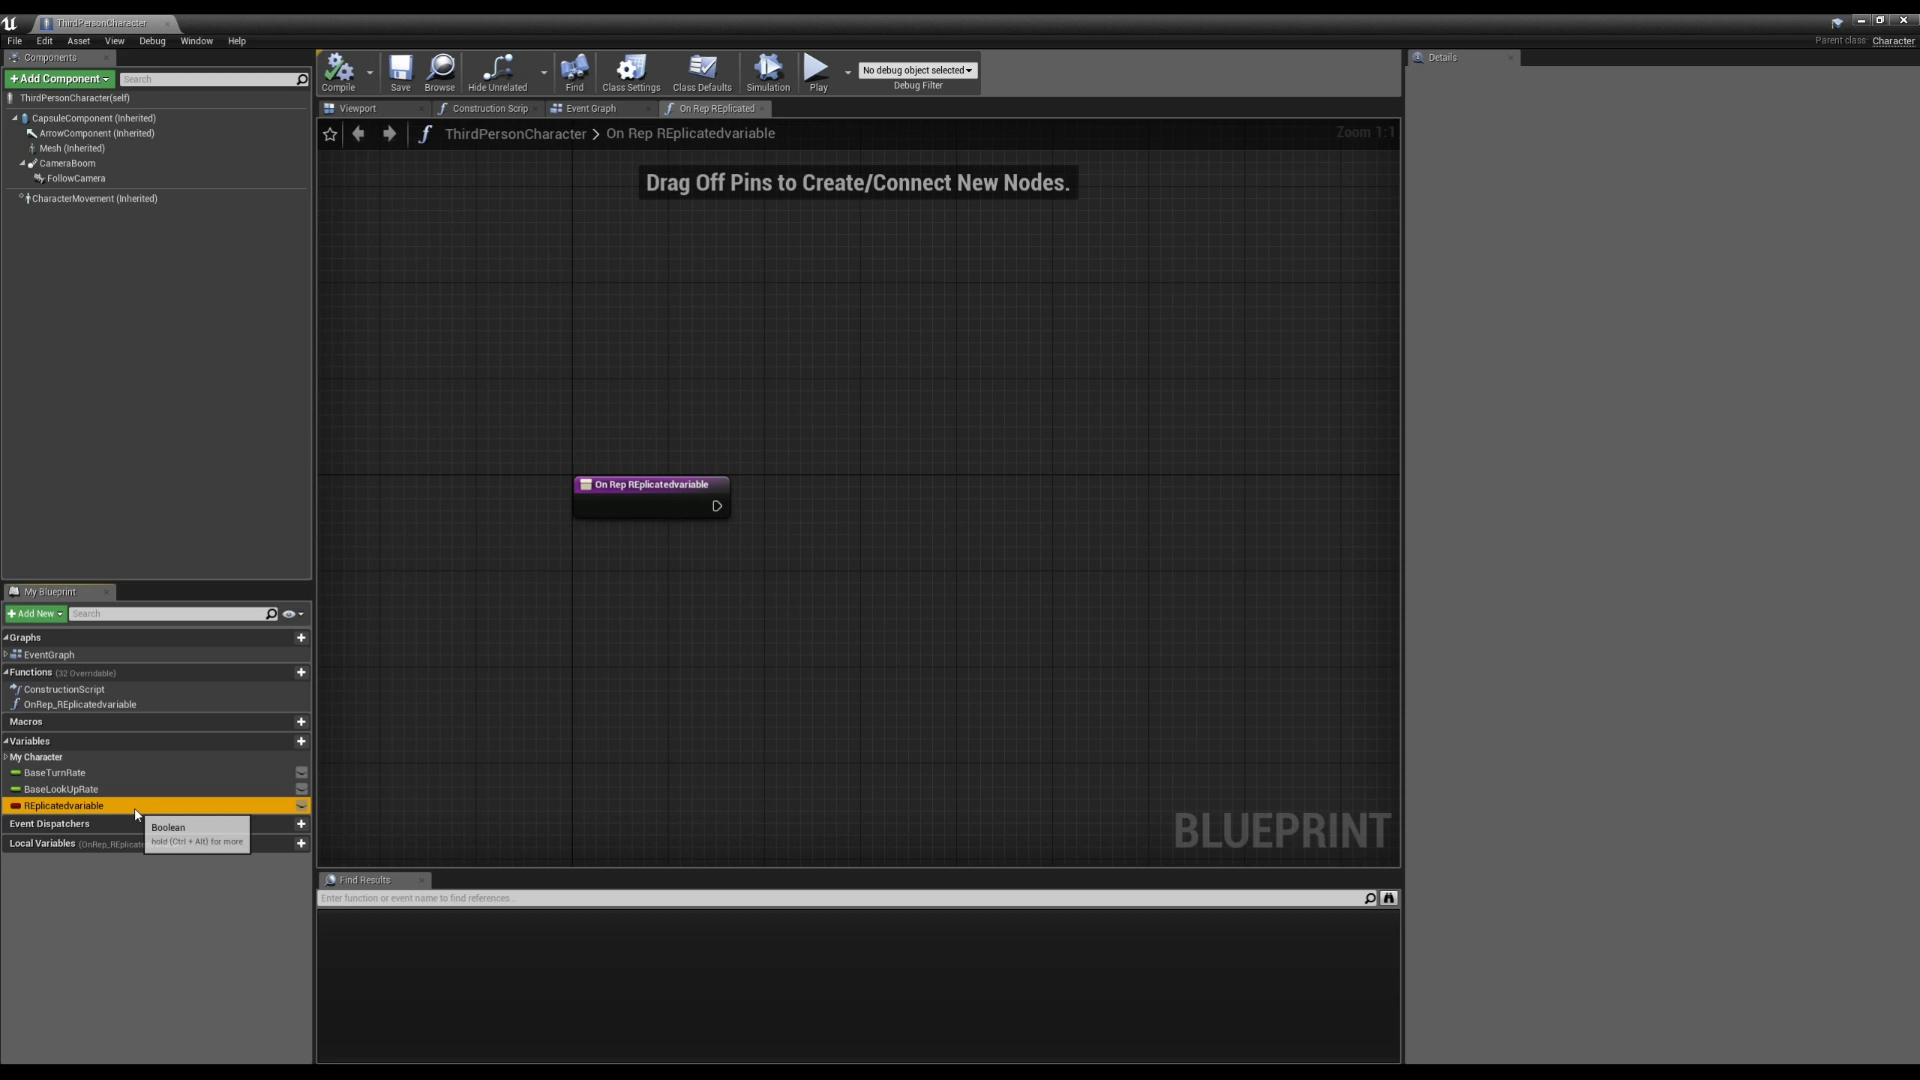 ThirdPersonCharacter
File Edit Asset View Debug Window Help
Parent class: Character
Components
+Add Component Search
ThirdPersonCharacter(self)
CapsuleComponent (Inherited)
ArrowComponent (Inherited)
Mesh (Inherited)
CameraBoom
FollowCamera
CharacterMovement (Inherited)
Compile Save Browse Hide Unrelated Find Class Settings Class Defaults Simulation Play
No debug object selected
Debug Filter
Details
Viewport Construction Scrip Event Graph On Rep REplicated
ThirdPersonCharacter > On Rep REplicatedvariable
Zoom 1:1
Drag Off Pins to Create/Connect New Nodes.
On Rep REplicatedvariable
BLUEPRINT
My Blueprint
+Add New Search
Graphs
EventGraph
Functions (32 Overridable)
ConstructionScript
OnRep_REplicatedvariable
Macros
Variables
My Character
BaseTurnRate
BaseLookUpRate
REplicatedvariable
Event Dispatchers
Boolean
hold (Ctrl + Alt) for more
Local Variables (OnRep_REplicate
Find Results
Enter function or event name to find references...